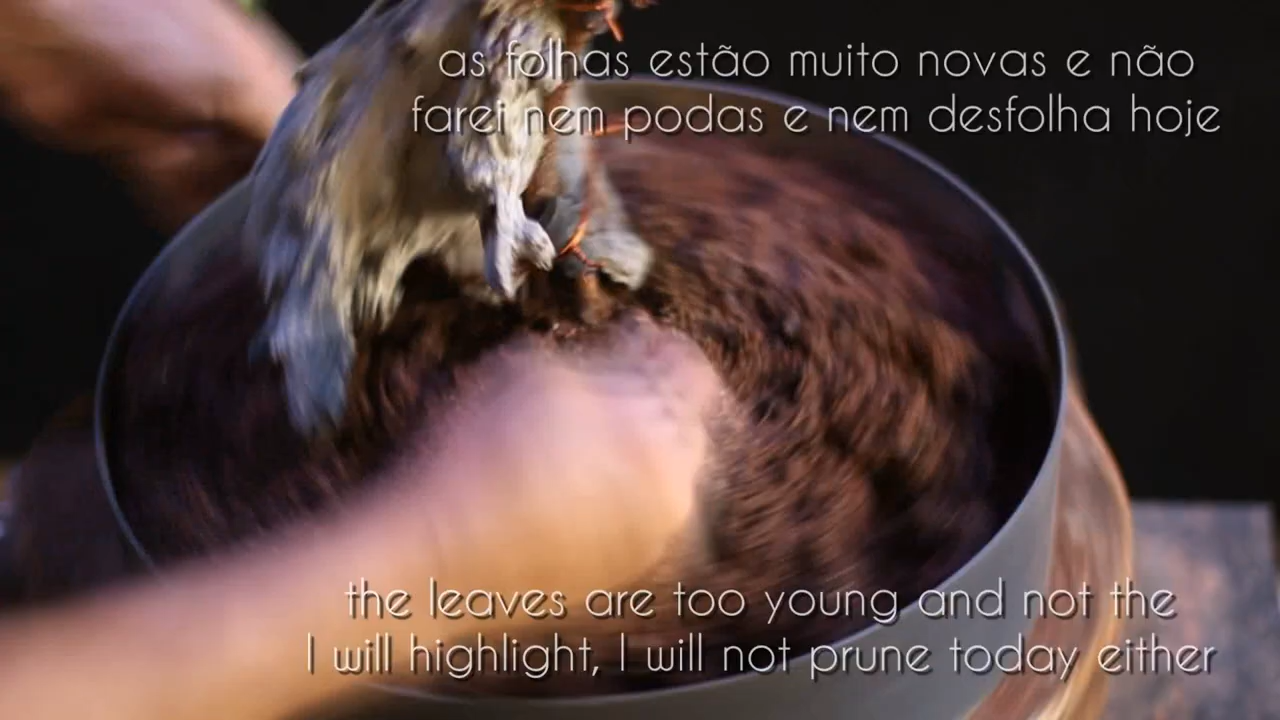 as folhas estão muito novas e não
farei nem podas e nem desfolha hoje
the leaves are too young and not the
I will highlight, I will not prune today either